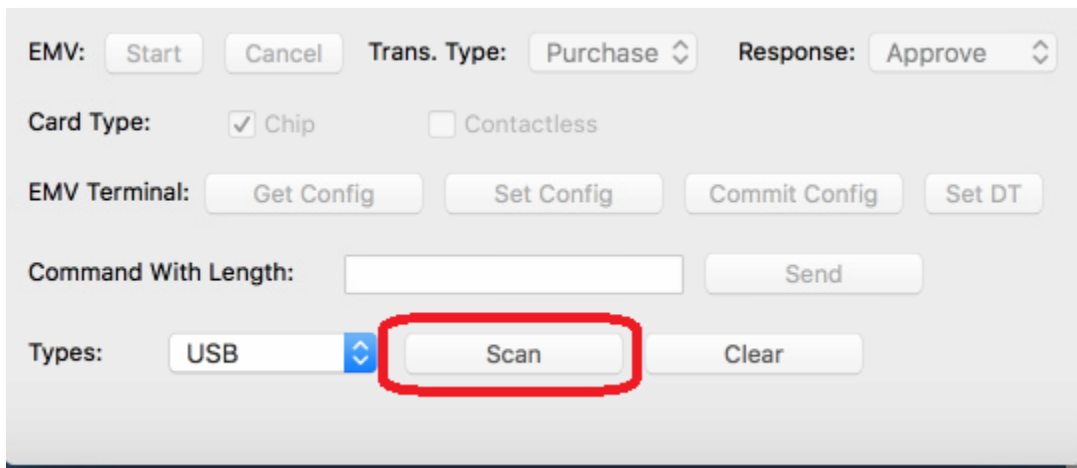 EMV: Start Cancel Trans. Type: Purchase Response: Approve
Card Type: Chip Contactless
EMV Terminal: Get Config Set Config Commit Config Set DT
Command With Length: Send
Types: USB Scan Clear